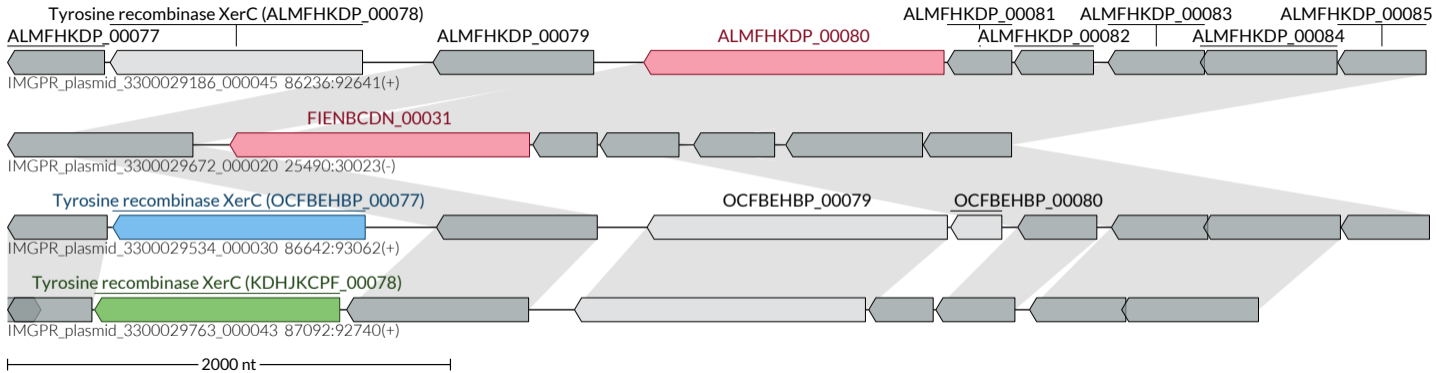 Tyrosine recombinase XerC (ALMFHKDP_00078) ALMFHKDP_00081 ALMFHKDP_00083 ALMFHKDP_00085
ALMFHKDP_00077 ALMFHKDP_00079 ALMFHKDP_00080 ALMFHKDP_00082 ALMFHKDP_00084
IMGPR_plasmid_3300029186_000045 86236:92641(+)
FIENBCDN_00031
IMGPR_plasmid_3300029672_000020 25490:30023(-)
Tyrosine recombinase XerC (OCFBEHBP_00077) OCFBEHBP_00079 OCFBEHBP_00080
IMGPR_plasmid_3300029534_000030 86642:93062(+)
Tyrosine recombinase XerC (KDHJKCPF_00078)
IMGPR_plasmid_3300029763_000043 87092:92740(+)
2000 nt